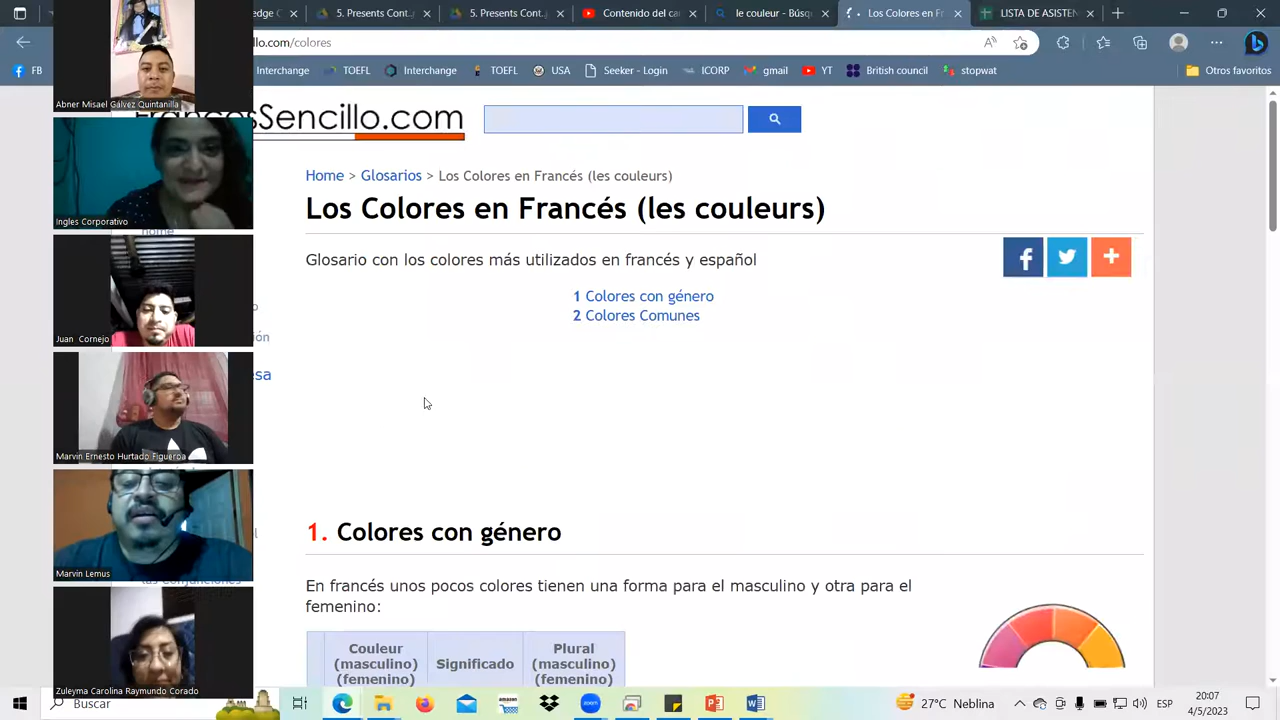 5. Present Cont
5. Present Cont
Contenido del ca
le couleur - Búsq
Los Colores en F
LISTA DE ASISTEN
llo.com/colores
FB
Interchange
TOEFL
Interchange
TOEFL
USA
Seeker - Login
ICORP
gmail
YT
British council
stopwat
Otros favoritos
Abner Misael Gálvez Quintanilla
Ingles Corporativo
Juan Cornejo
Marvin Ernesto Hurtado Figueroa
Marvin Lemus
Zuleyma Carolina Raymundo Corado
FrancesSencillo.com
Home > Glosarios > Los Colores en Francés (les couleurs)
Los Colores en Francés (les couleurs)
Glosario con los colores más utilizados en francés y español
1 Colores con género
2 Colores Comunes
1. Colores con género
En francés unos pocos colores tienen una forma para el masculino y otra para el
femenino:
Couleur
(masculino)
(femenino)
Significado
Plural
(masculino)
(femenino)
Buscar
amazon
zoom
27°C Neblina
ESP
20:07
4/5/2023